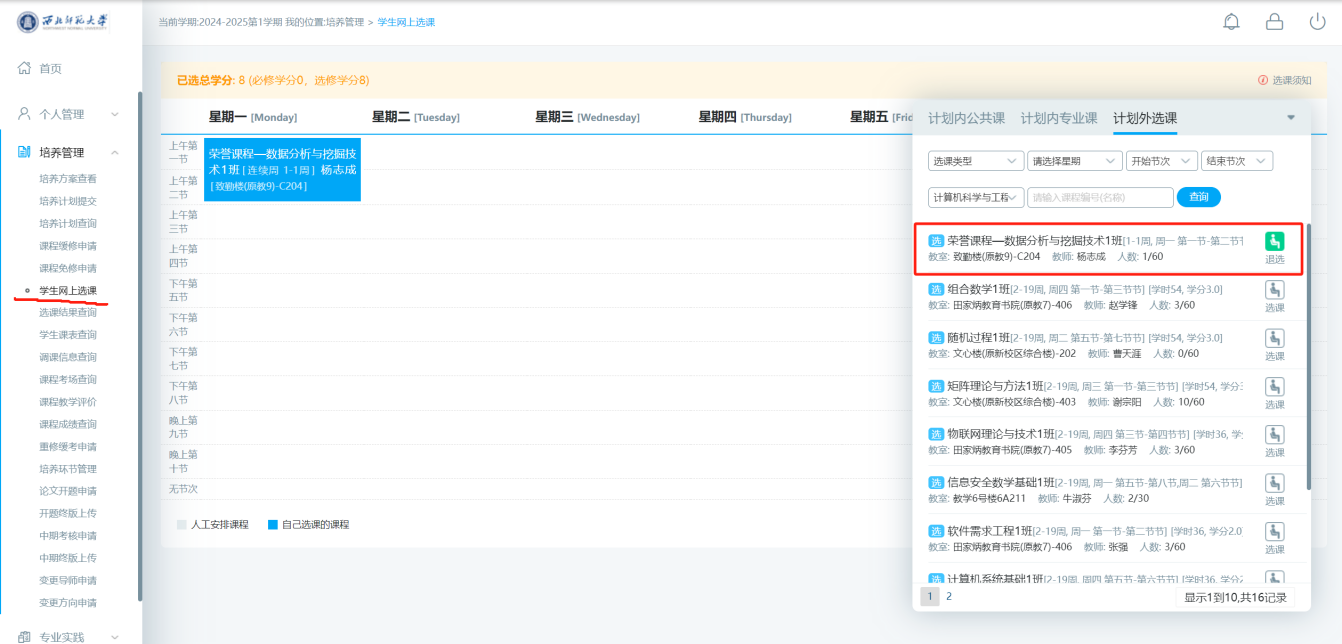 西北师范大学
当前学期:2024-2025第1学期 我的位置:培养管理 > 学生网上选课
首页
个人管理
培养管理
培养方案查看
培养计划提交
培养计划查询
课程缓修申请
课程免修申请
学生网上选课
选课结果查询
学生课表查询
调课信息查询
课程考场查询
课程教学评价
课程成绩查询
重修缓考申请
培养环节管理
论文开题申请
开题终版上传
中期考核申请
中期终版上传
变更导师申请
变更方向申请
专业实践
已选总学分: 8 (必修学分0，选修学分8)
选课须知
星期一 [Monday] 星期二 [Tuesday] 星期三 [Wednesday] 星期四 [Thursday] 星期五 [Frid
上午第
一节
上午第
二节
上午第
三节
上午第
四节
下午第
五节
下午第
六节
下午第
七节
下午第
八节
晚上第
九节
晚上第
十节
无节次
荣誉课程—数据分析与挖掘技
术1班 [连续周 1-1周] 杨志成
[致勤楼(原教9)-C204]
人工安排课程 自己选课的课程
计划内公共课 计划内专业课 计划外选课
选课类型 请选择星期 开始节次 结束节次
计算机科学与工程 请输入课程编号(名称) 查询
选 荣誉课程—数据分析与挖掘技术1班[1-1周, 周一 第一节-第二节节
教室: 致勤楼(原教9)-C204 教师: 杨志成 人数: 1/60
退选
选 组合数学1班[2-19周, 周四 第一节-第三节节] [学时54, 学分3.0]
教室: 田家炳教育书院(原教7)-406 教师: 赵学锋 人数: 3/60
选课
选 随机过程1班[2-19周, 周二 第五节-第七节节] [学时54, 学分3.0]
教室: 文心楼(原新校区综合楼)-202 教师: 曹天涯 人数: 0/60
选课
选 矩阵理论与方法1班[2-19周, 周三 第一节-第三节节] [学时54, 学分3
教室: 文心楼(原新校区综合楼)-403 教师: 谢宗阳 人数: 10/60
选课
选 物联网理论与技术1班[2-19周, 周四 第三节-第四节节] [学时36, 学
教室: 田家炳教育书院(原教7)-405 教师: 李芬芳 人数: 3/60
选课
选 信息安全数学基础1班[2-19周, 周一 第五节-第八节,周二 第六节节]
教室: 教学6号楼6A211 教师: 牛淑芬 人数: 2/30
选课
选 软件需求工程1班[2-19周, 周一 第一节-第二节节] [学时36, 学分2.0
教室: 田家炳教育书院(原教7)-406 教师: 张强 人数: 3/60
选课
选 计算机系统基础1班[2-19周, 周四 第五节-第六节节] [学时36, 学分2
1 2 显示1到10,共16记录